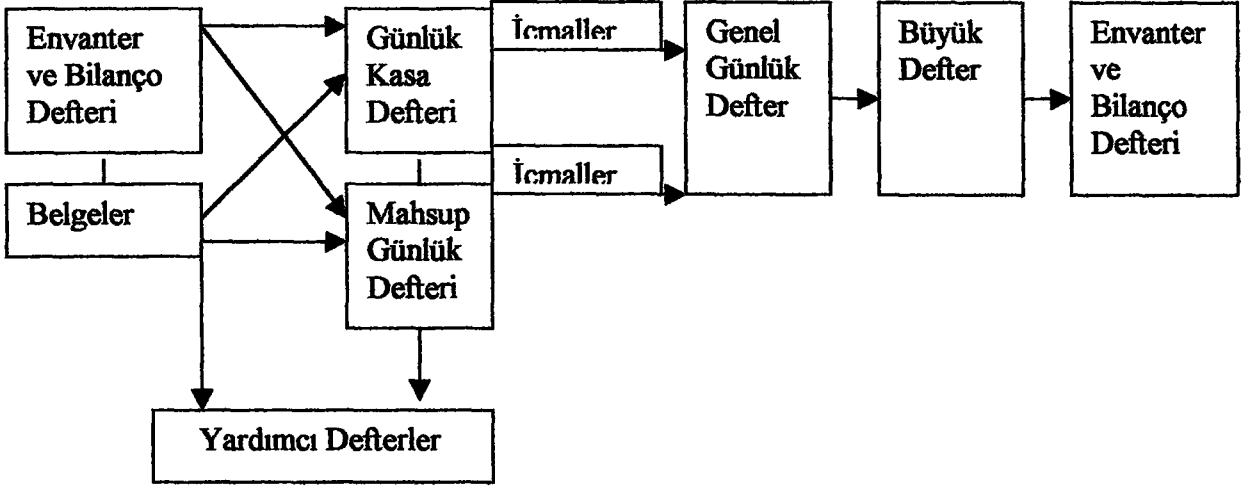 Envanter
ve Bilanço
Defteri
Belgeler
Günlük
Kasa
Defteri
Mahsup
Günlük
Defteri
İcmaller
İcmaller
Genel
Günlük
Defter
Büyük
Defter
Envanter
ve
Bilanço
Defteri
Yardımcı Defterler